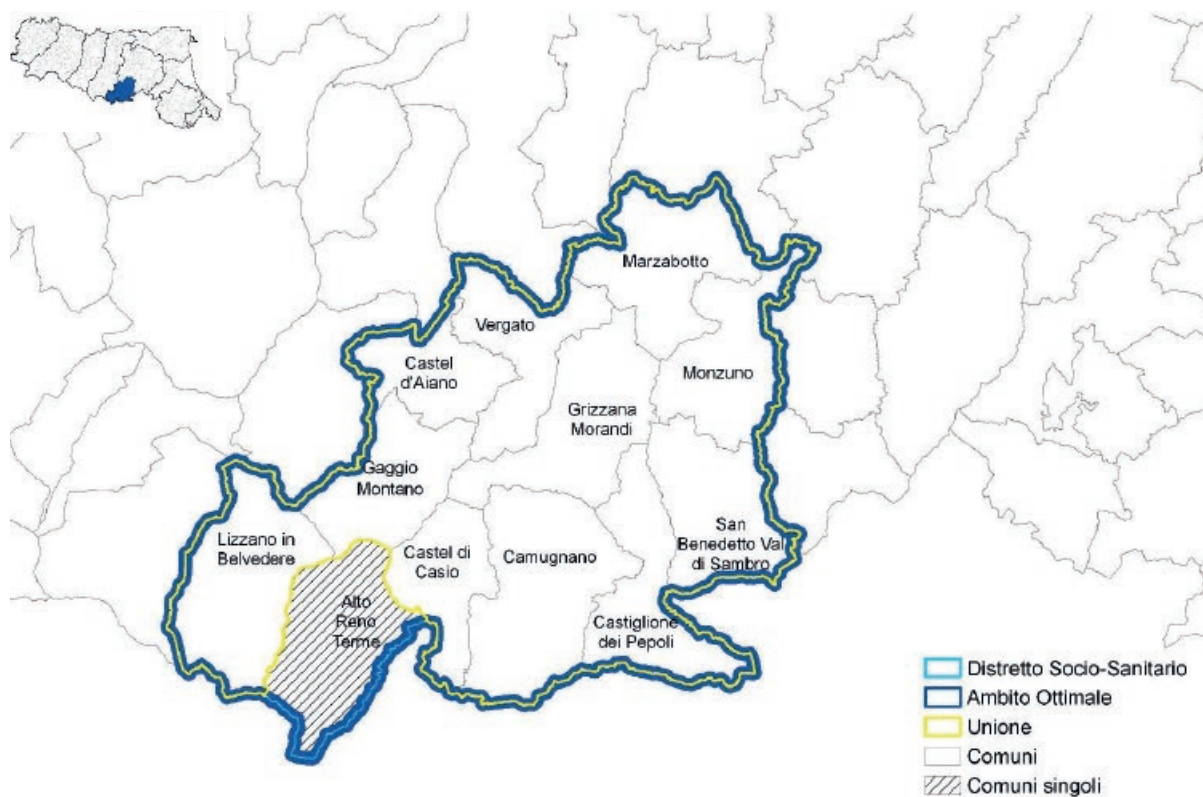 Marzabotto
Vergato
Castel
d'Aiano
Monzuno
Grizzana
Morandi
Gaggio
Montano
Lizzano in
Belvedere
Castel di
Casio
Camugnano
San
Benedetto Val
di Sambro
Alto
Reno
Terme
Castiglione
dei Pepoli
Distretto Socio-Sanitario
Ambito Ottimale
Unione
Comuni
Comuni singoli